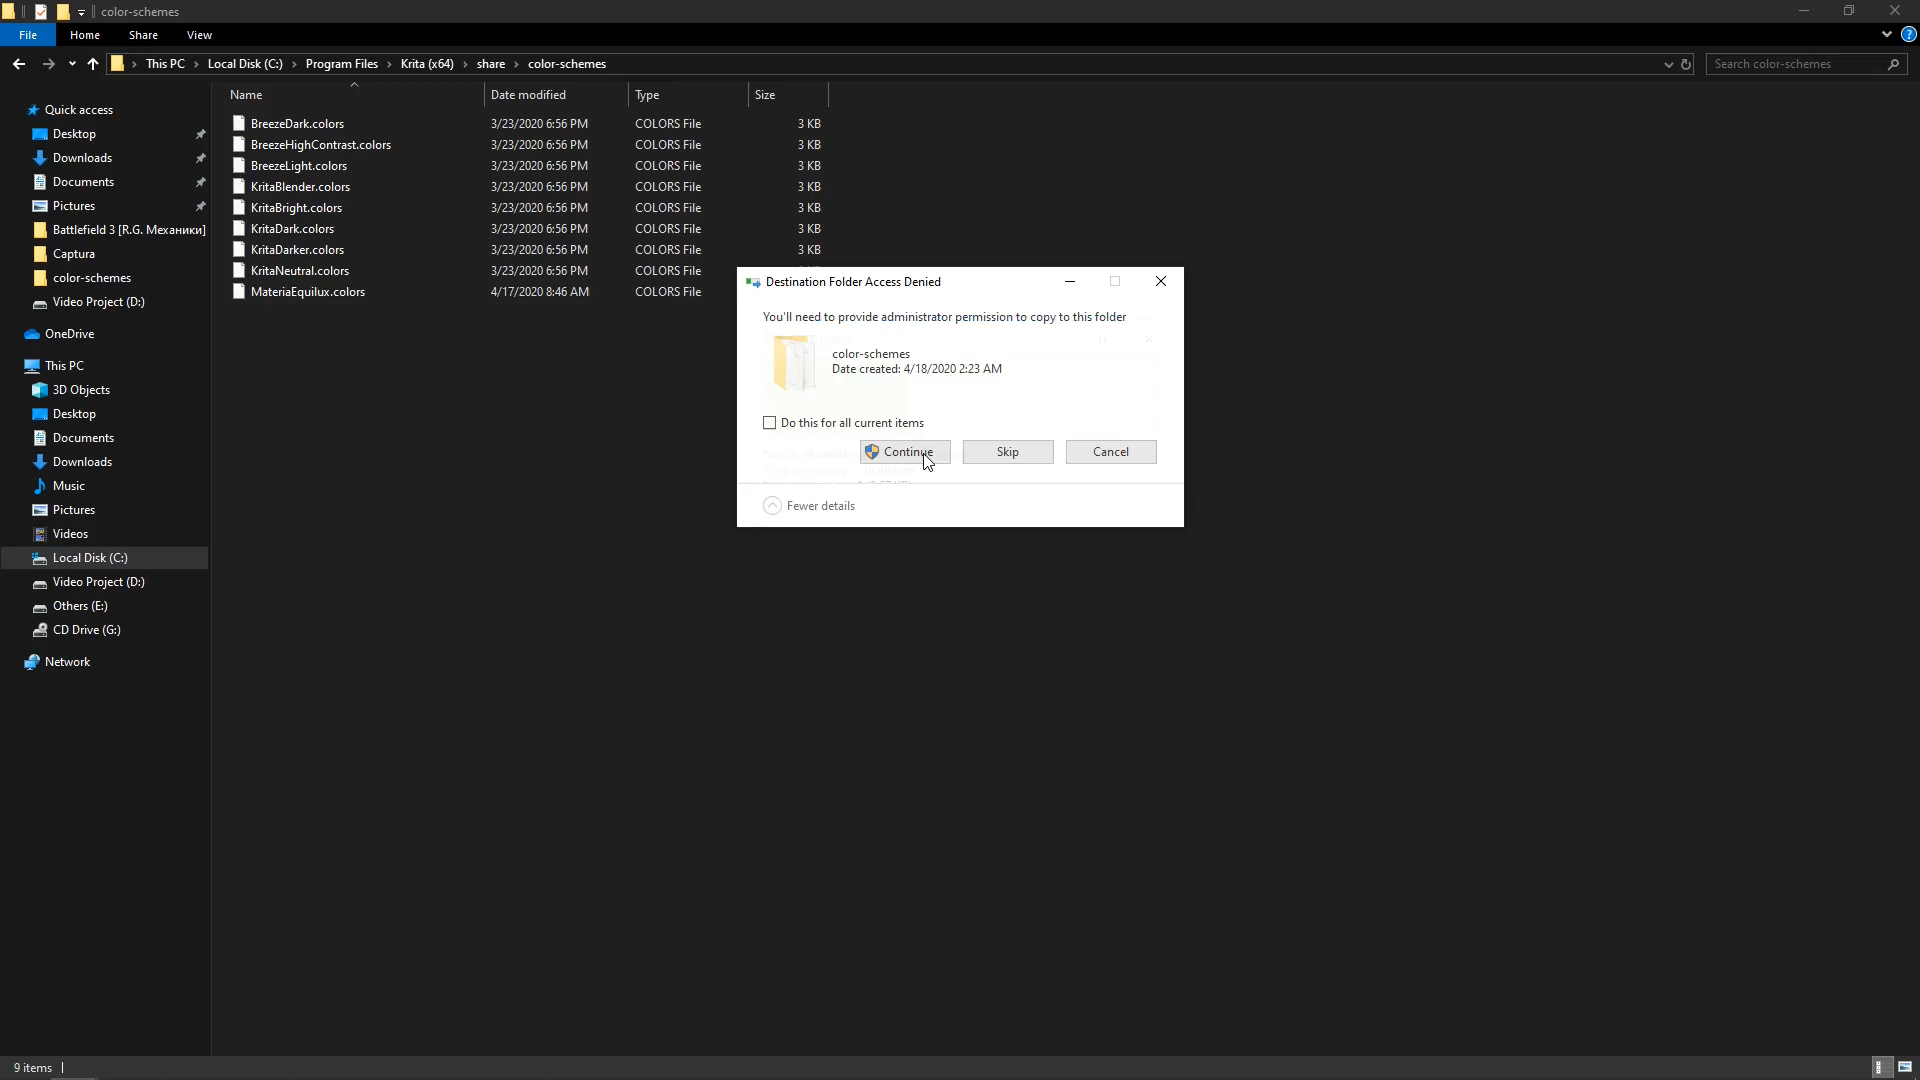 color-schemes
File Home Share View
This PC Local Disk (C:) Program Files Krita (x64) share color-schemes
Search color-schemes
Name Date modified Type Size
Quick access
Desktop
Downloads
Documents
Pictures
Battlefield 3 [R.G. Механики]
Captura
color-schemes
Video Project (D:)
OneDrive
This PC
3D Objects
Desktop
Documents
Downloads
Music
Pictures
Videos
Local Disk (C:)
Video Project (D:)
Others (E:)
CD Drive (G:)
Network
BreezeDark.colors 3/23/2020 6:56 PM COLORS File 3 KB
BreezeHighContrast.colors 3/23/2020 6:56 PM COLORS File 3 KB
BreezeLight.colors 3/23/2020 6:56 PM COLORS File 3 KB
KritaBlender.colors 3/23/2020 6:56 PM COLORS File 3 KB
KritaBright.colors 3/23/2020 6:56 PM COLORS File 3 KB
KritaDark.colors 3/23/2020 6:56 PM COLORS File 3 KB
KritaDarker.colors 3/23/2020 6:56 PM COLORS File 3 KB
KritaNeutral.colors 3/23/2020 6:56 PM COLORS File
MateriaEquilux.colors 4/17/2020 8:46 AM COLORS File
Destination Folder Access Denied
You'll need to provide administrator permission to copy to this folder
color-schemes
Date created: 4/18/2020 2:23 AM
Do this for all current items
Continue Skip Cancel
Fewer details
9 items